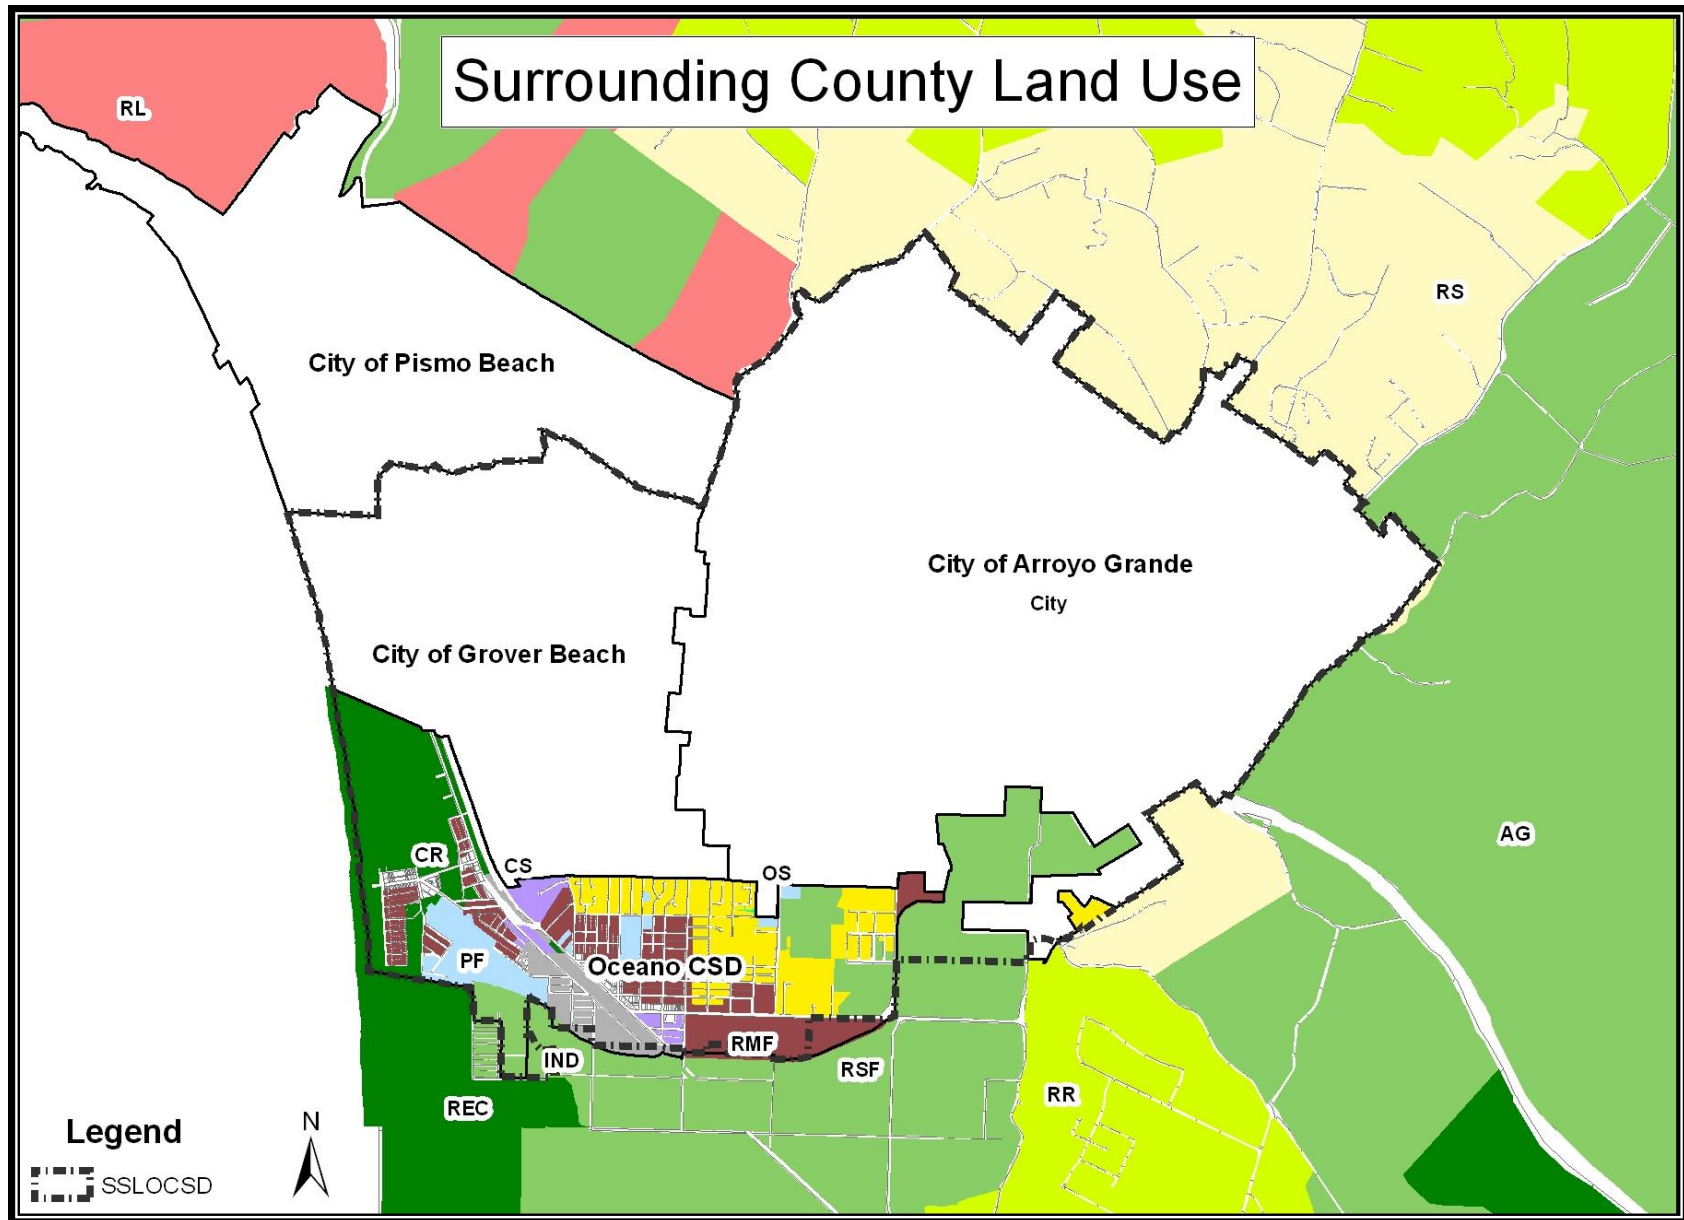 Surrounding County Land Use
RL
RS
City of Pismo Beach
City of Arroyo Grande
City
City of Grover Beach
AG
CR
CS
OS
PF
Oceano CSD
RMF
IND
RSF
RR
REC
Legend
N
SSLOCSD